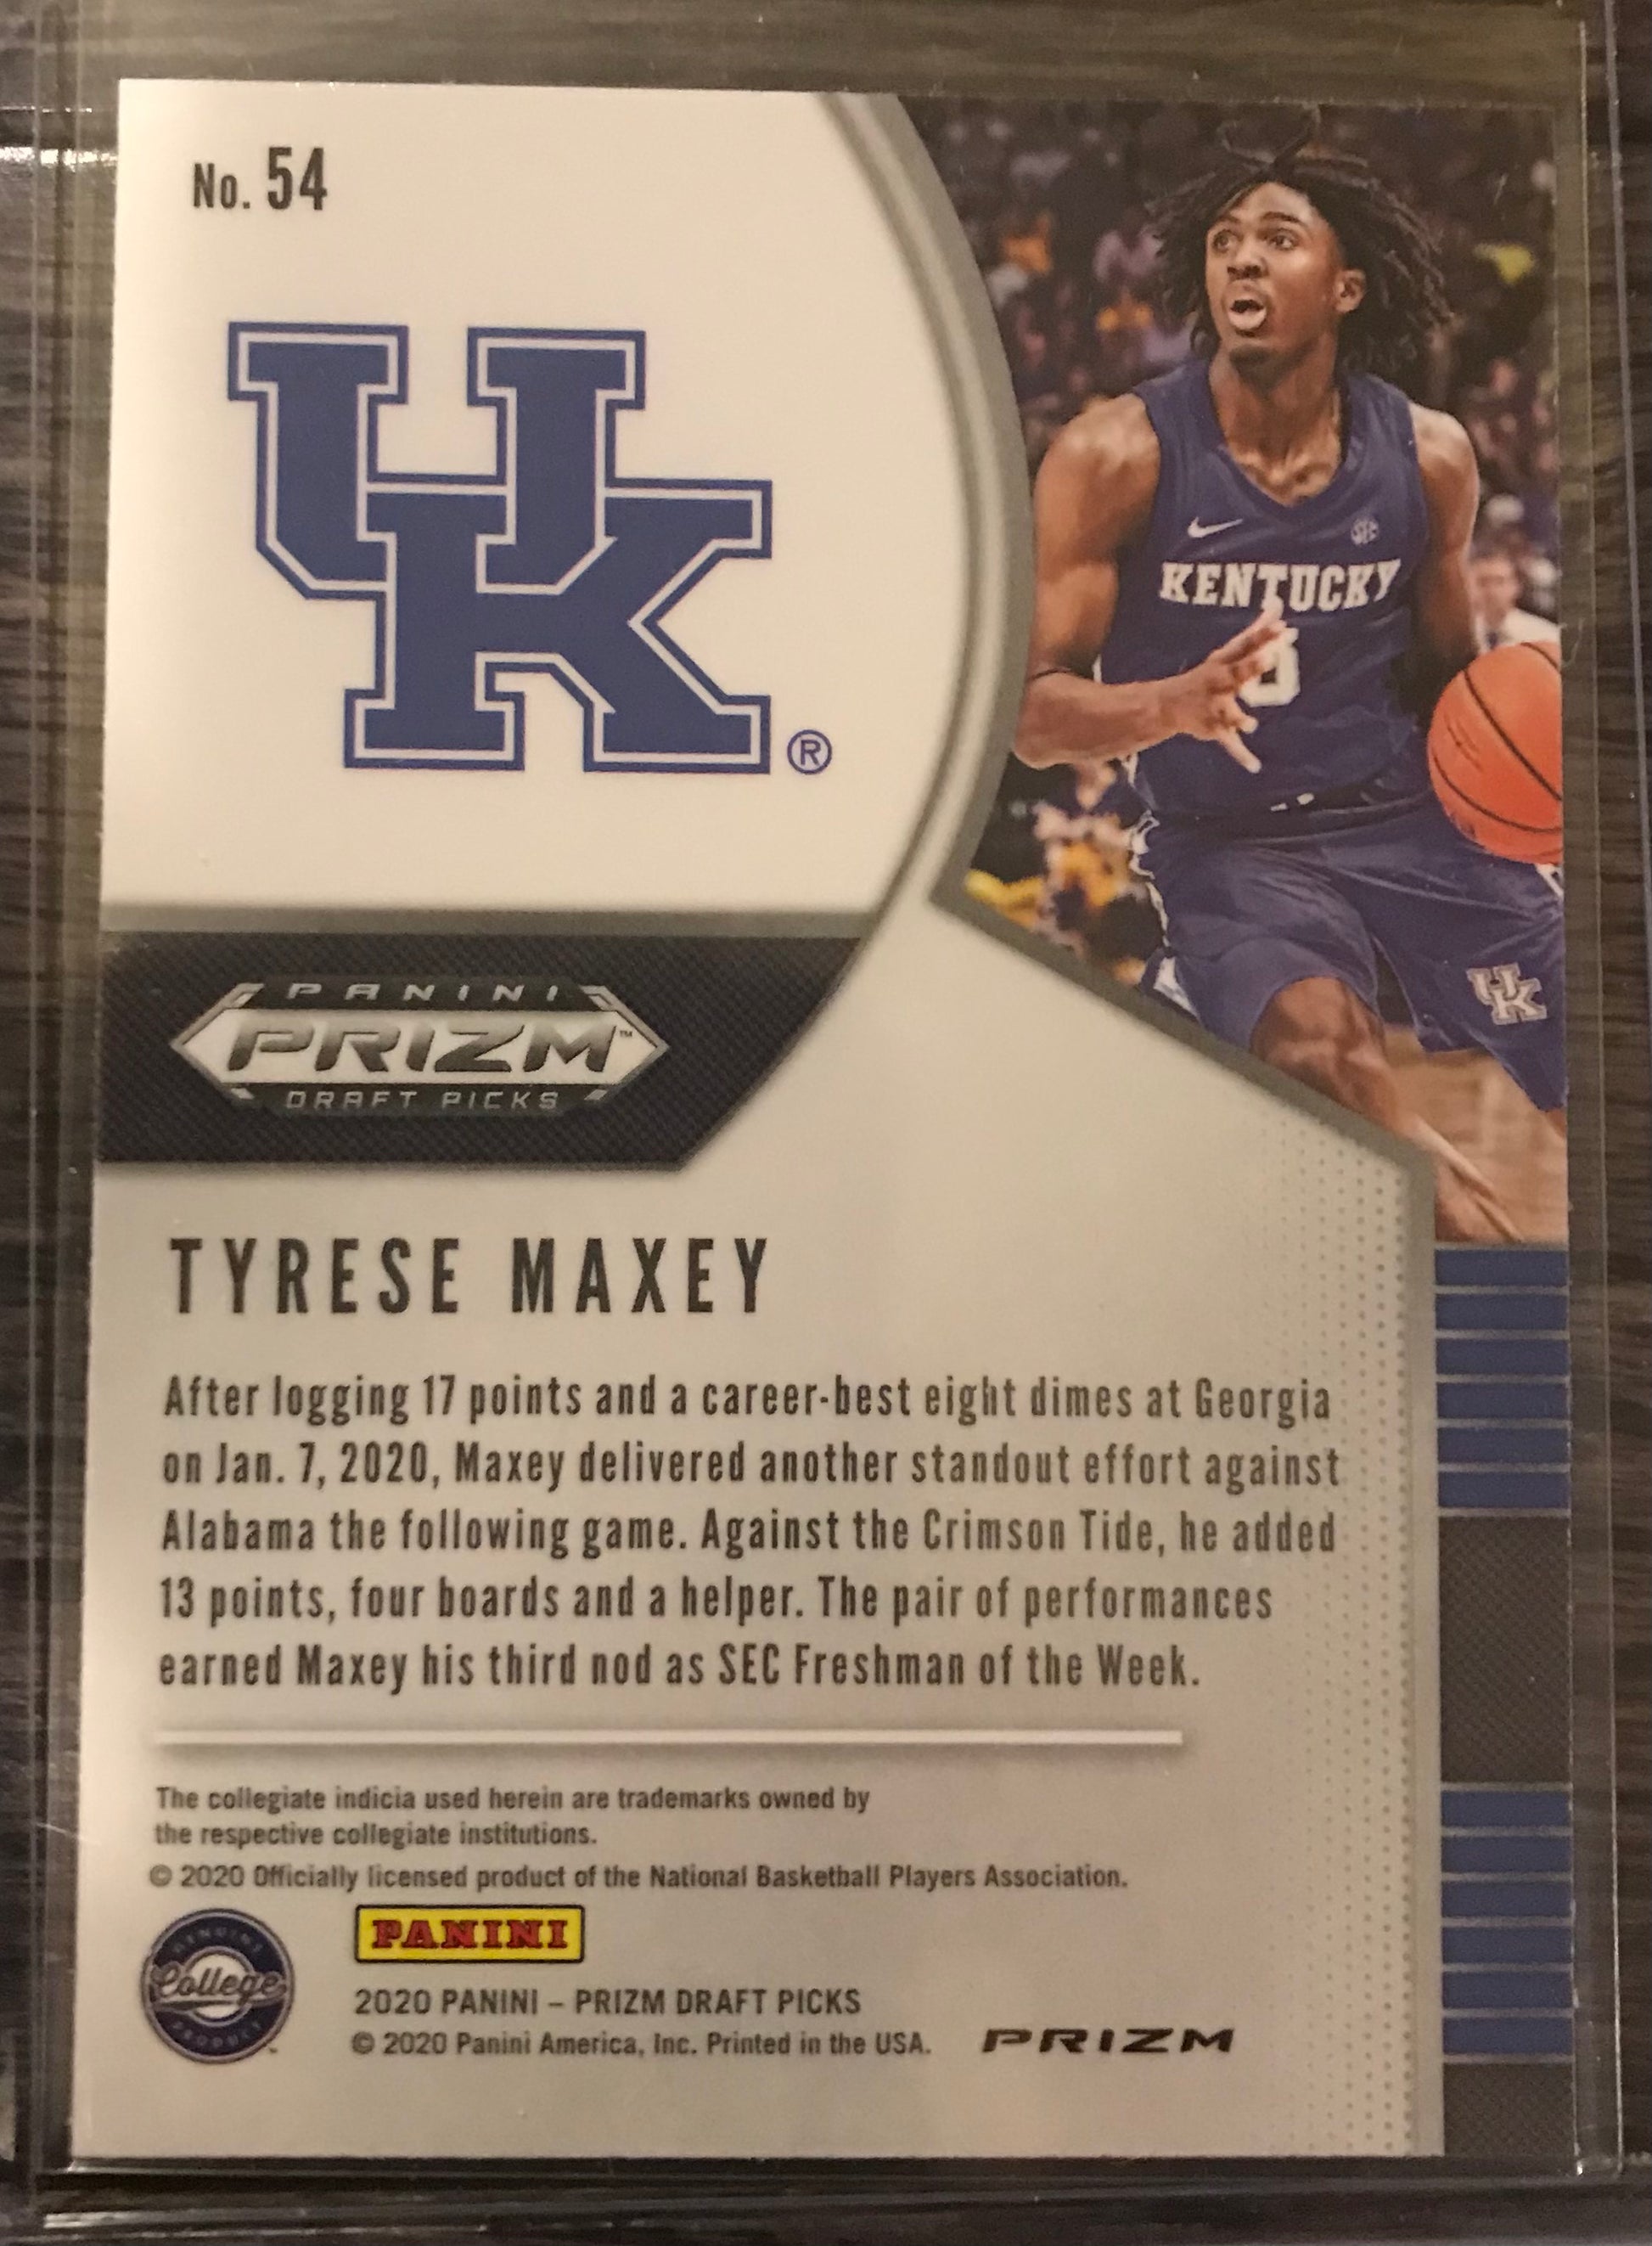 No. 54
UK®
KENTUCKY
3
UK
PANINI
PRIZM™
DRAFT PICKS
TYRESE MAXEY
After logging 17 points and a career-best eight dimes at Georgia
on Jan. 7, 2020, Maxey delivered another standout effort against
Alabama the following game. Against the Crimson Tide, he added
13 points, four boards and a helper. The pair of performances
earned Maxey his third nod as SEC Freshman of the Week.
The collegiate indicia used herein are trademarks owned by
the respective collegiate institutions.
© 2020 Officially licensed product of the National Basketball Players Association.
GENUINE
College
PRODUCT
PANINI
2020 PANINI – PRIZM DRAFT PICKS
© 2020 Panini America, Inc. Printed in the USA.
PRIZM